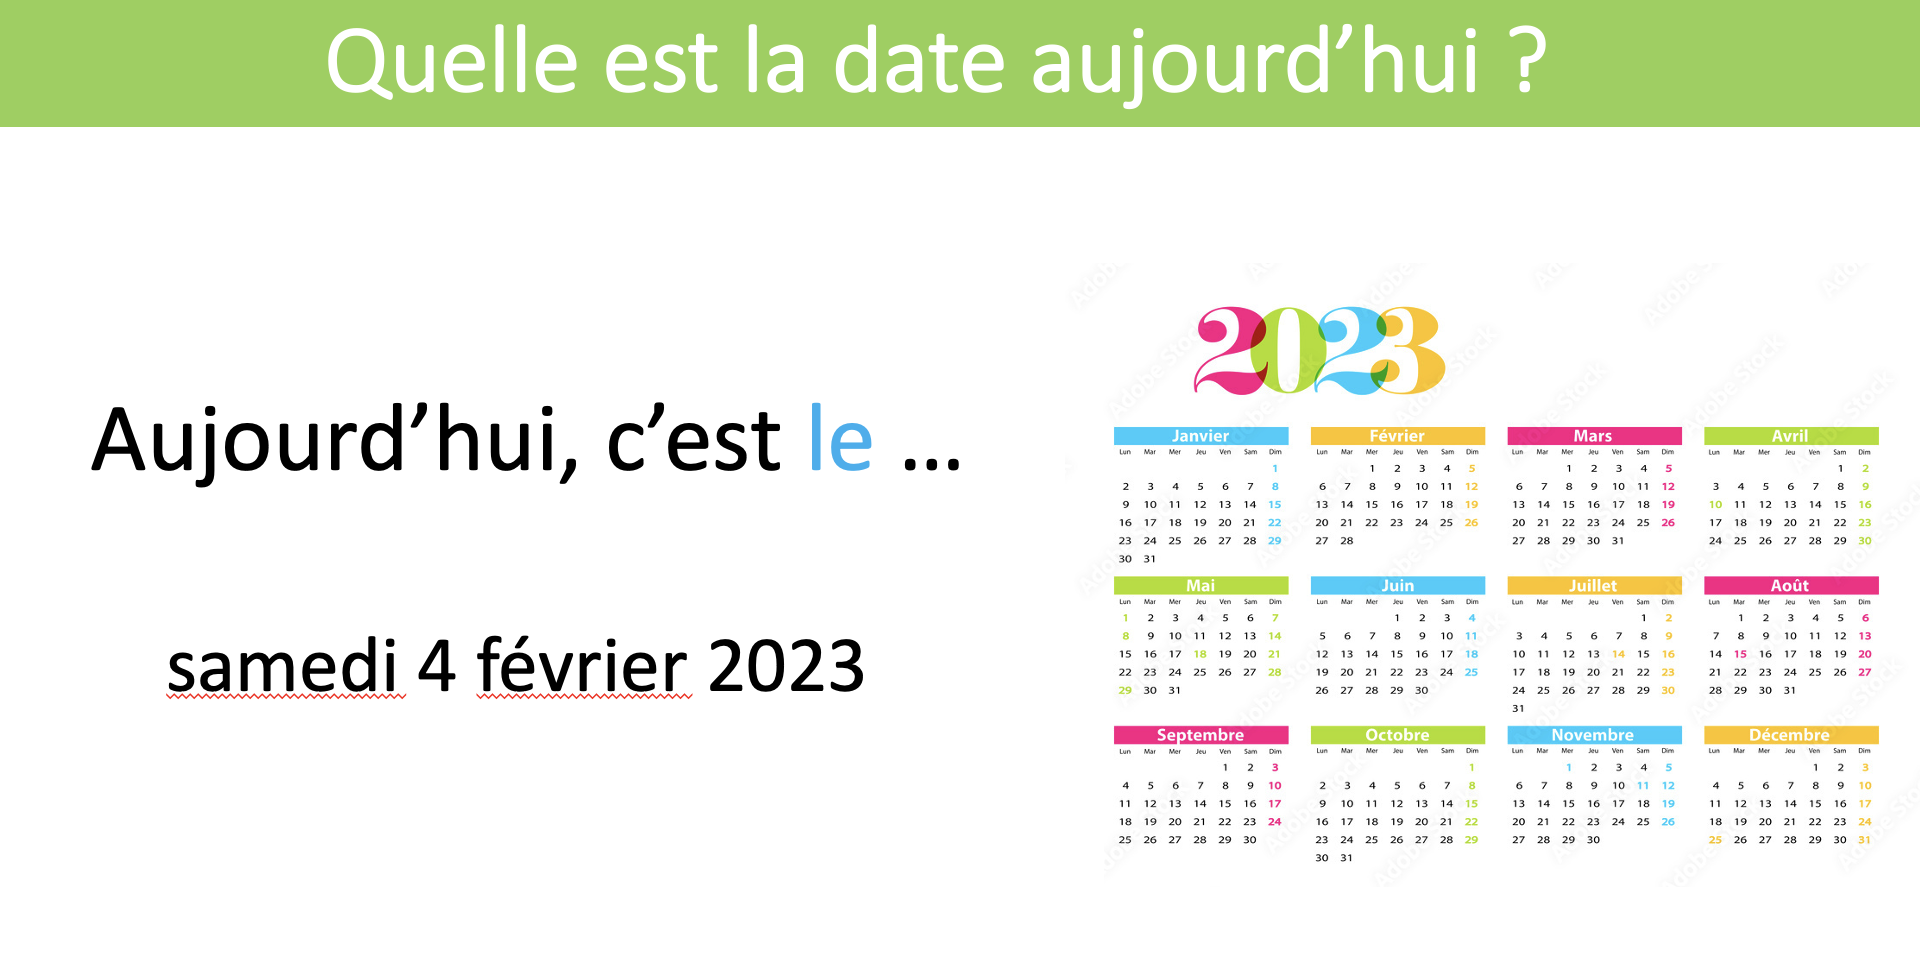 Quelle est la date aujourd’hui ?
Aujourd’hui, c’est le ...
samedi 4 février 2023
2023
Janvier
Lun Mar Mer Jeu Ven Sam Dim
1
2 3 4 5 6 7 8
9 10 11 12 13 14 15
16 17 18 19 20 21 22
23 24 25 26 27 28 29
30 31
Février
Lun Mar Mer Jeu Ven Sam Dim
1 2 3 4 5
6 7 8 9 10 11 12
13 14 15 16 17 18 19
20 21 22 23 24 25 26
27 28
Mars
Lun Mar Mer Jeu Ven Sam Dim
1 2 3 4 5
6 7 8 9 10 11 12
13 14 15 16 17 18 19
20 21 22 23 24 25 26
27 28 29 30 31
Avril
Lun Mar Mer Jeu Ven Sam Dim
1 2
3 4 5 6 7 8 9
10 11 12 13 14 15 16
17 18 19 20 21 22 23
24 25 26 27 28 29 30
Mai
Lun Mar Mer Jeu Ven Sam Dim
1 2 3 4 5 6 7
8 9 10 11 12 13 14
15 16 17 18 19 20 21
22 23 24 25 26 27 28
29 30 31
Juin
Lun Mar Mer Jeu Ven Sam Dim
1 2 3 4
5 6 7 8 9 10 11
12 13 14 15 16 17 18
19 20 21 22 23 24 25
26 27 28 29 30
Juillet
Lun Mar Mer Jeu Ven Sam Dim
1 2
3 4 5 6 7 8 9
10 11 12 13 14 15 16
17 18 19 20 21 22 23
24 25 26 27 28 29 30
31
Août
Lun Mar Mer Jeu Ven Sam Dim
1 2 3 4 5 6
7 8 9 10 11 12 13
14 15 16 17 18 19 20
21 22 23 24 25 26 27
28 29 30 31
Septembre
Lun Mar Mer Jeu Ven Sam Dim
1 2 3
4 5 6 7 8 9 10
11 12 13 14 15 16 17
18 19 20 21 22 23 24
25 26 27 28 29 30
Octobre
Lun Mar Mer Jeu Ven Sam Dim
1
2 3 4 5 6 7 8
9 10 11 12 13 14 15
16 17 18 19 20 21 22
23 24 25 26 27 28 29
30 31
Novembre
Lun Mar Mer Jeu Ven Sam Dim
1 2 3 4 5
6 7 8 9 10 11 12
13 14 15 16 17 18 19
20 21 22 23 24 25 26
27 28 29 30
Décembre
Lun Mar Mer Jeu Ven Sam Dim
1 2 3
4 5 6 7 8 9 10
11 12 13 14 15 16 17
18 19 20 21 22 23 24
25 26 27 28 29 30 31
Adobe Stock